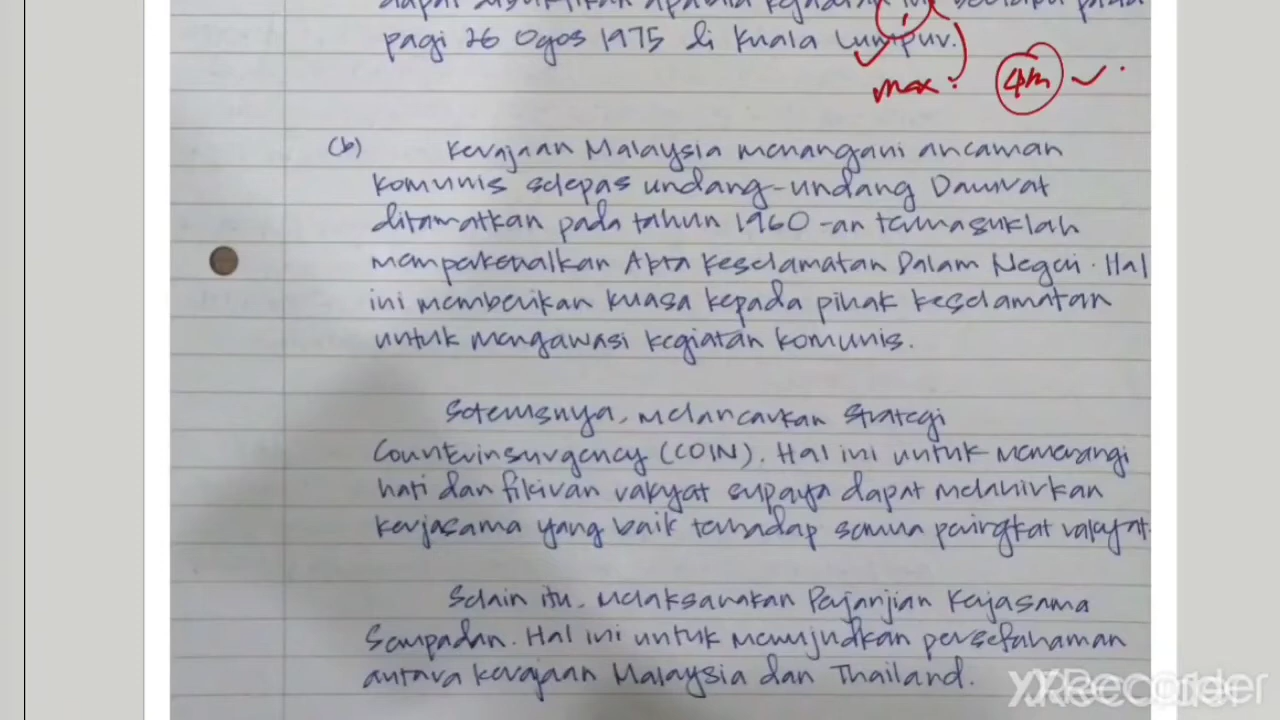 pagi 26 Ogos 1975 di Kuala Lumpur.
max: 4m
(b) Kerajaan Malaysia menangani ancaman
komunis selepas undang-undang Darurat
ditamatkan pada tahun 1960-an termasuklah
memperkenalkan Akta Keselamatan Dalam Negeri. Hal
ini memberikan kuasa kepada pihak keselamatan
untuk mengawasi kegiatan komunis.
Seterusnya, melancarkan Strategi
Counterinsurgency (COIN). Hal ini untuk memerangi
hati dan fikiran rakyat supaya dapat melahirkan
kerjasama yang baik terhadap semua peringkat rakyat.
Selain itu, melaksanakan Perjanjian Kerjasama
Sempadan. Hal ini untuk mewujudkan persefahaman
antara kerajaan Malaysia dan Thailand.
XXRecorder